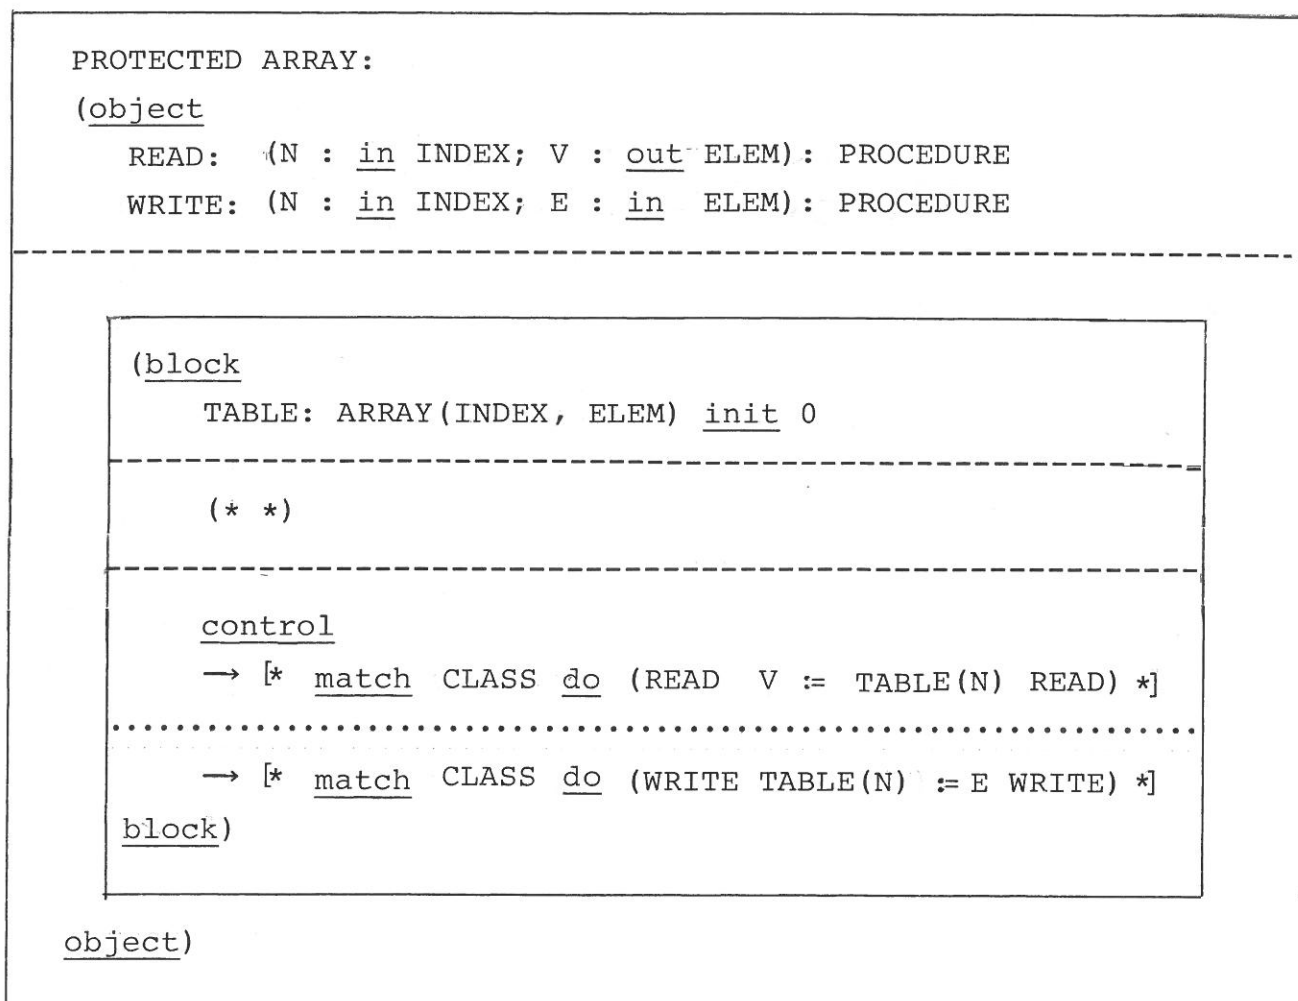 PROTECTED ARRAY:
(object
READ: (N : in INDEX; V : out ELEM): PROCEDURE
WRITE: (N : in INDEX; E : in ELEM): PROCEDURE
(block
TABLE: ARRAY(INDEX, ELEM) init 0
(* *)
control
→ [* match CLASS do (READ V := TABLE(N) READ) *]
→ [* match CLASS do (WRITE TABLE(N) := E WRITE) *]
block)
object)